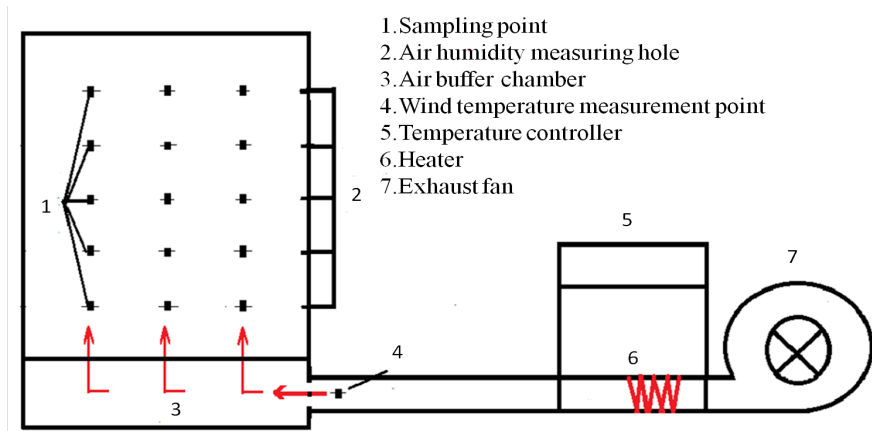 1.Sampling point
2.Air humidity measuring hole
3.Air buffer chamber
4.Wind temperature measurement point
5.Temperature controller
6.Heater
7.Exhaust fan
1
2
5
7
4
6
3